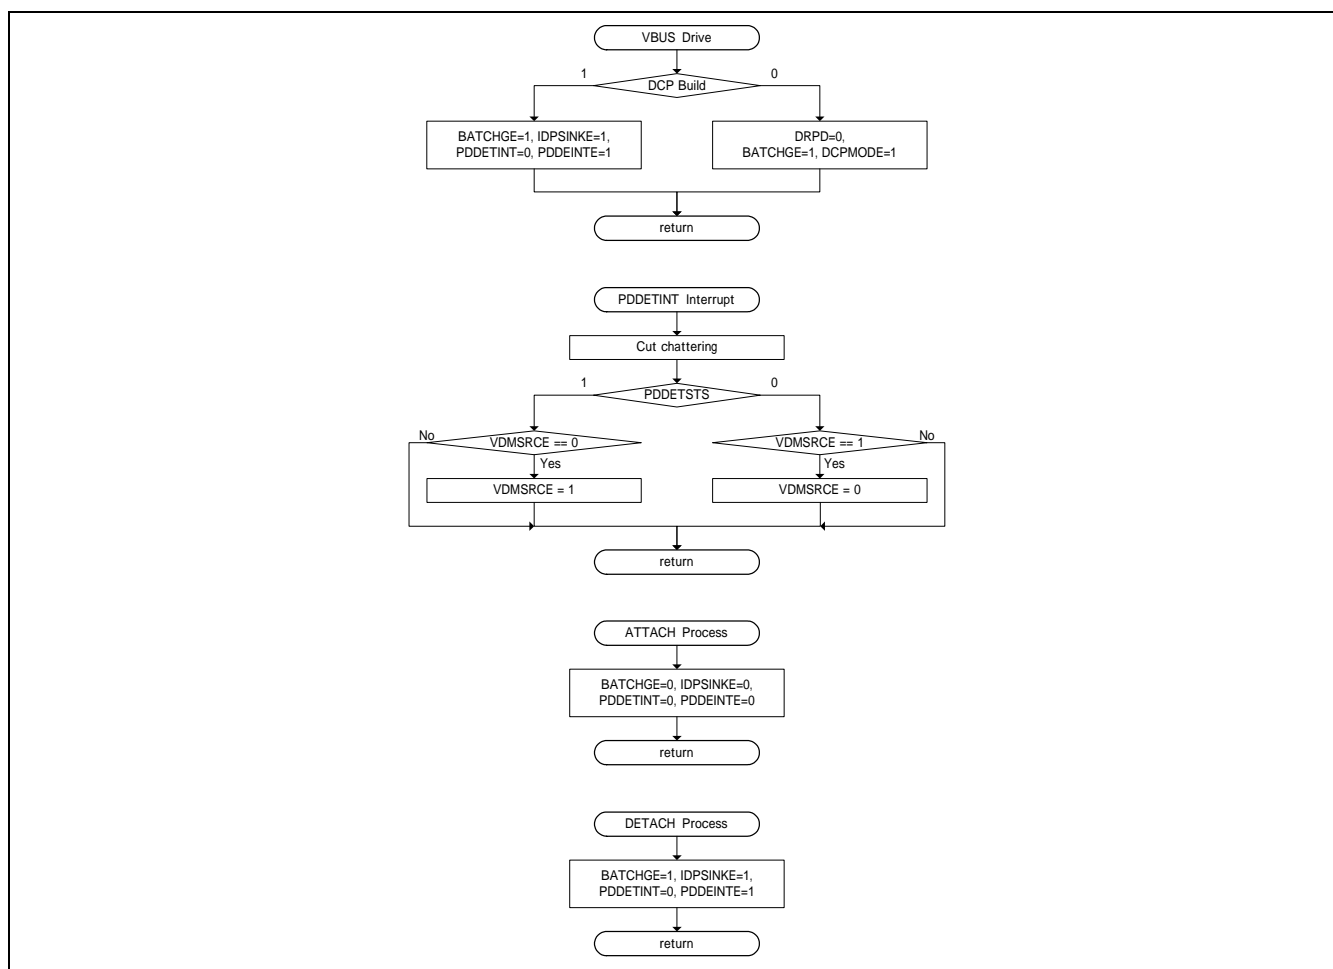 VBUS Drive
1
0
DCP Build
BATCHGE=1, IDPSINKE=1,
PDDETINT=0, PDDEINTE=1
DRPD=0,
BATCHGE=1, DCPMODE=1
return
PDDETINT Interrupt
Cut chattering
1
0
PDDETSTS
No
VDMSRCE == 0
VDMSRCE == 1
No
Yes
Yes
VDMSRCE = 1
VDMSRCE = 0
return
ATTACH Process
BATCHGE=0, IDPSINKE=0,
PDDETINT=0, PDDEINTE=0
return
DETACH Process
BATCHGE=1, IDPSINKE=1,
PDDETINT=0, PDDEINTE=1
return